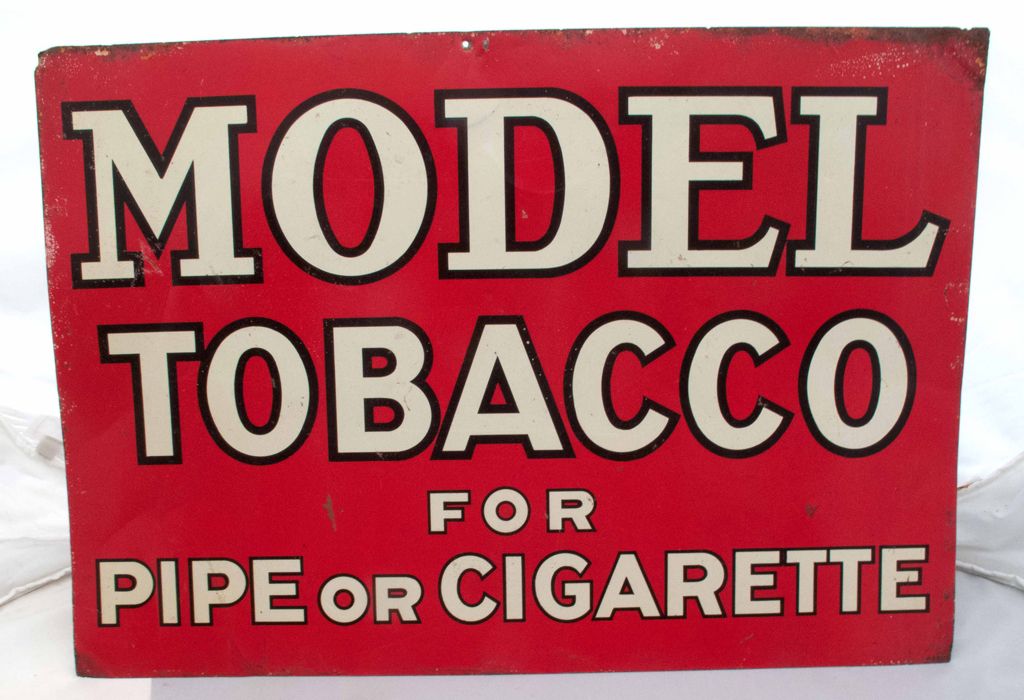 MODEL
TOBACCO
FOR
PIPE OR CIGARETTE